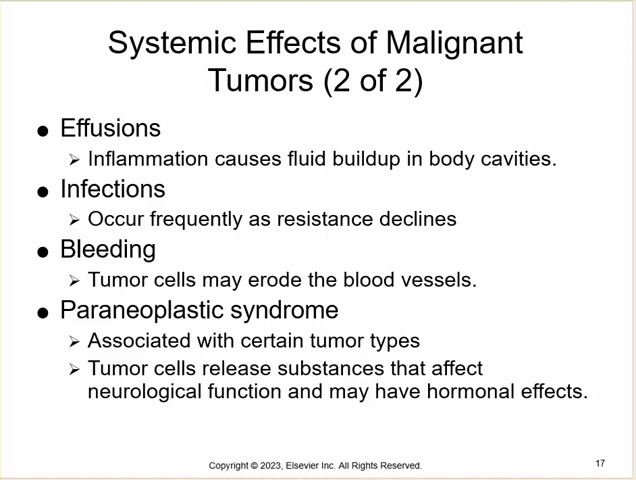 Systemic Effects of Malignant
Tumors (2 of 2)
● Effusions
➢ Inflammation causes fluid buildup in body cavities.
● Infections
➢ Occur frequently as resistance declines
● Bleeding
➢ Tumor cells may erode the blood vessels.
● Paraneoplastic syndrome
➢ Associated with certain tumor types
➢ Tumor cells release substances that affect
neurological function and may have hormonal effects.
Copyright © 2023, Elsevier Inc. All Rights Reserved.
17